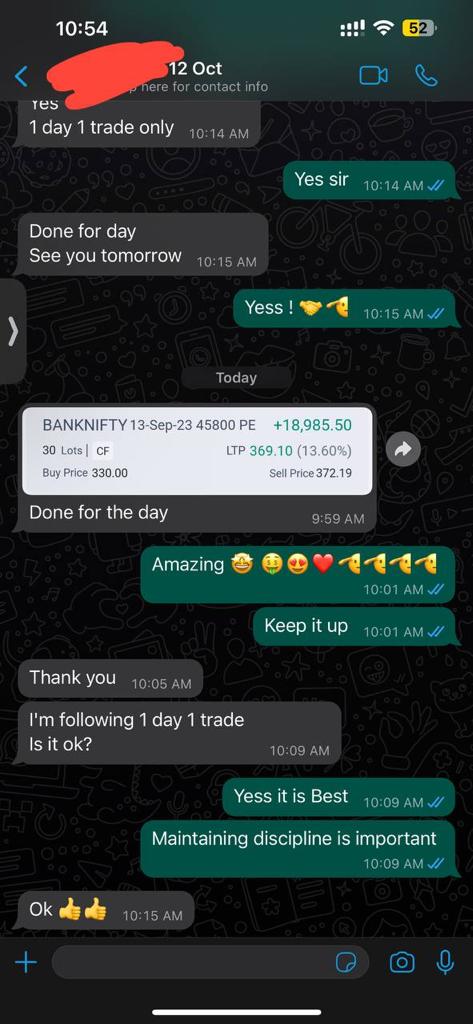 10:54
52
12 Oct
here for contact info
Yes
1 day 1 trade only 10:14 AM
Yes sir 10:14 AM
Done for day
See you tomorrow 10:15 AM
Yess ! 🤝🫡 10:15 AM
Today
BANKNIFTY 13-Sep-23 45800 PE +18,985.50
30 Lots | CF LTP 369.10 (13.60%)
Buy Price 330.00 Sell Price 372.19
Done for the day
9:59 AM
Amazing 🤩 🤑😍❤️🫡🫡🫡🫡
10:01 AM
Keep it up 10:01 AM
Thank you 10:05 AM
I'm following 1 day 1 trade
Is it ok? 10:09 AM
Yess it is Best 10:09 AM
Maintaining discipline is important
10:09 AM
Ok 👍👍 10:15 AM